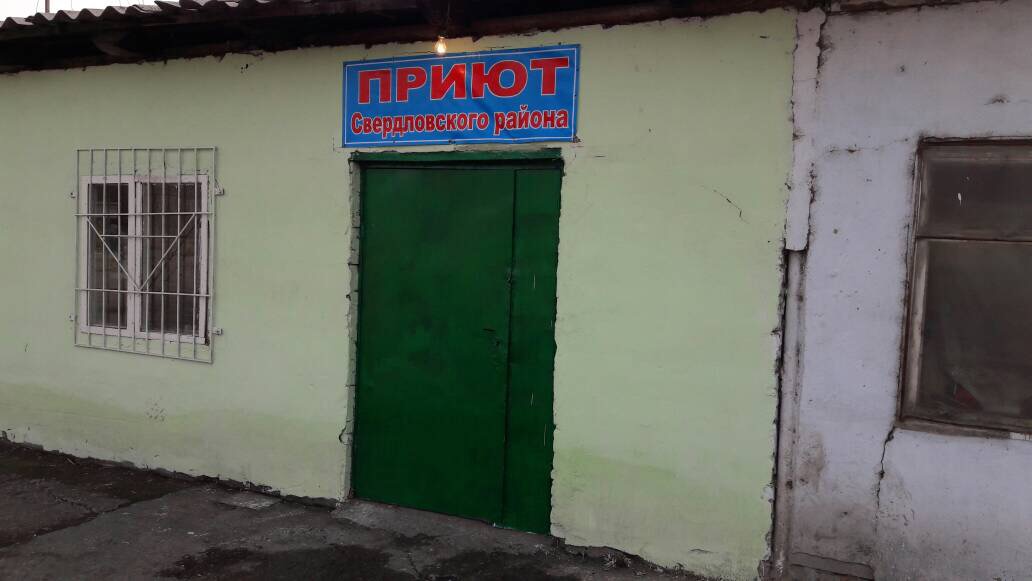 ПРИЮТ
Свердловского района